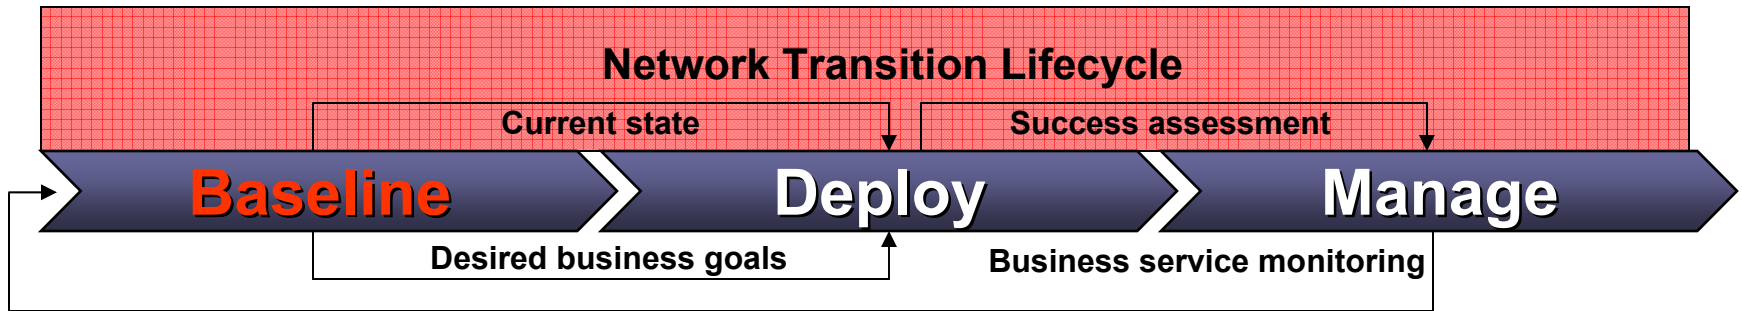 Network Transition Lifecycle
Current state
Success assessment
Baseline
Deploy
Manage
Desired business goals
Business service monitoring